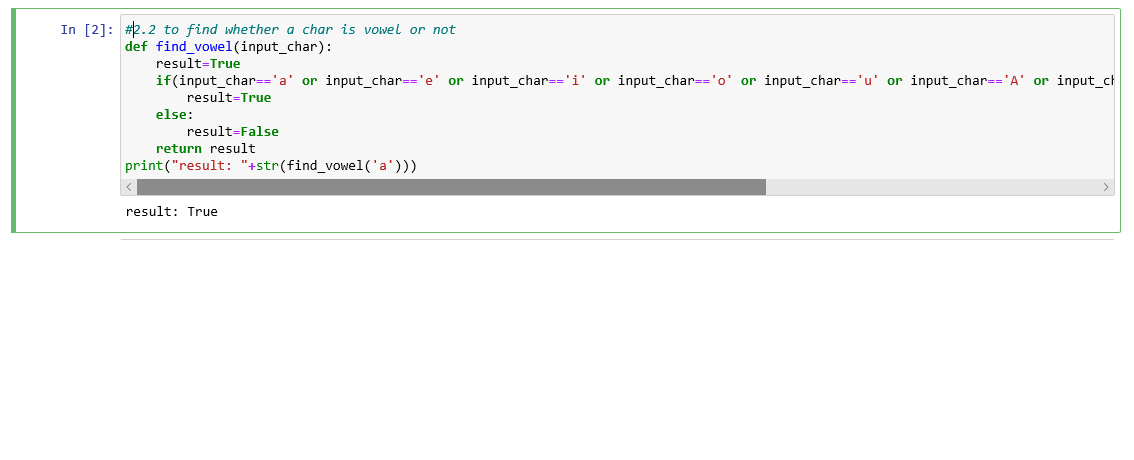 In [2]: #2.2 to find whether a char is vowel or not
def find_vowel(input_char):
    result=True
    if(input_char=='a' or input_char=='e' or input_char=='i' or input_char=='o' or input_char=='u' or input_char=='A' or
        result=True
    else:
        result=False
    return result
print("result: "+str(find_vowel('a')))
result: True